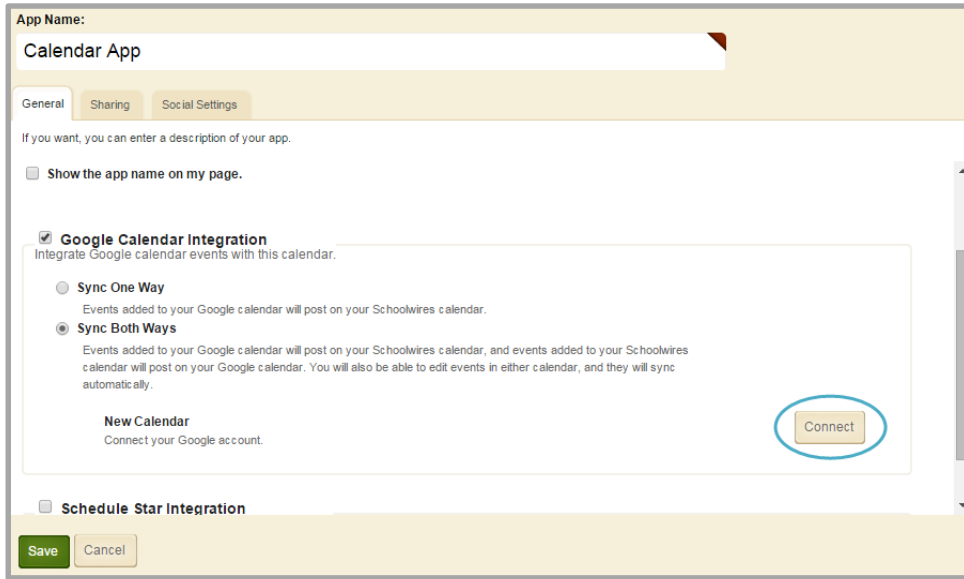 App Name:
Calendar App
General Sharing Social Settings
If you want, you can enter a description of your app.
Show the app name on my page.
Google Calendar Integration
Integrate Google calendar events with this calendar.
Sync One Way
Events added to your Google calendar will post on your Schoolwires calendar.
Sync Both Ways
Events added to your Google calendar will post on your Schoolwires calendar, and events added to your Schoolwires
calendar will post on your Google calendar. You will also be able to edit events in either calendar, and they will sync
automatically.
New Calendar
Connect your Google account.
Connect
Schedule Star Integration
Save Cancel